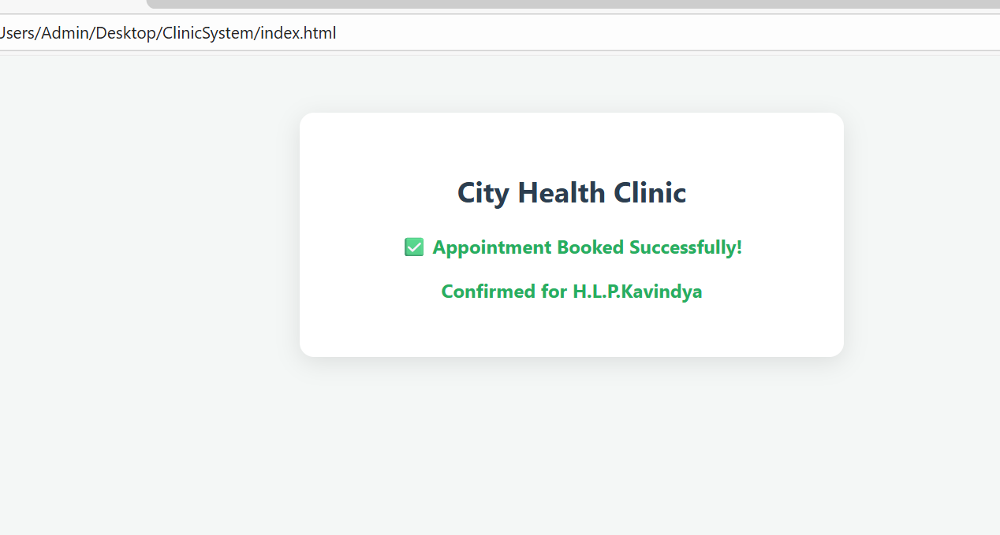 /Users/Admin/Desktop/ClinicSystem/index.html
City Health Clinic
✅ Appointment Booked Successfully!
Confirmed for H.L.P.Kavindya